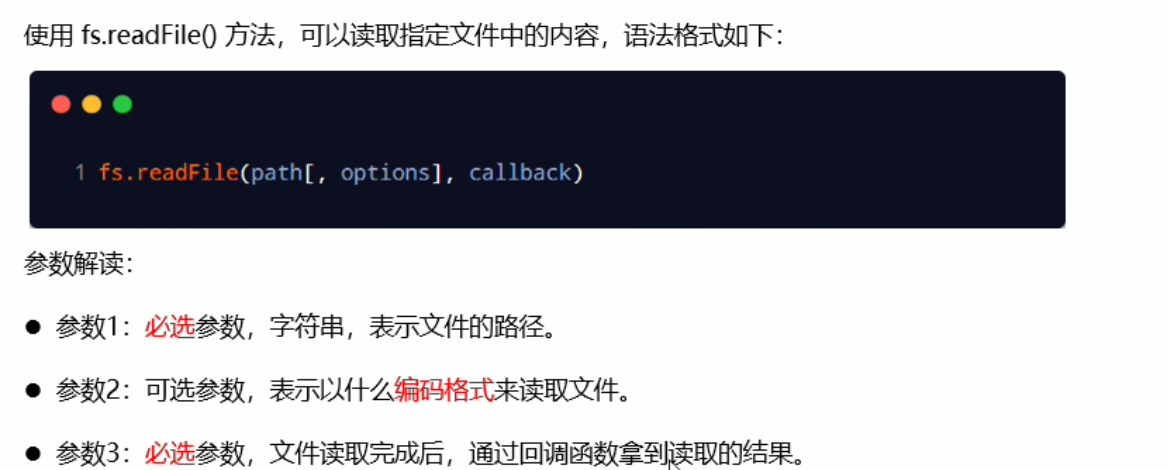 使用 fs.readFile() 方法，可以读取指定文件中的内容，语法格式如下：
1 fs.readFile(path[, options], callback)
参数解读：
● 参数1：必选参数，字符串，表示文件的路径。
● 参数2：可选参数，表示以什么编码格式来读取文件。
● 参数3：必选参数，文件读取完成后，通过回调函数拿到读取的结果。